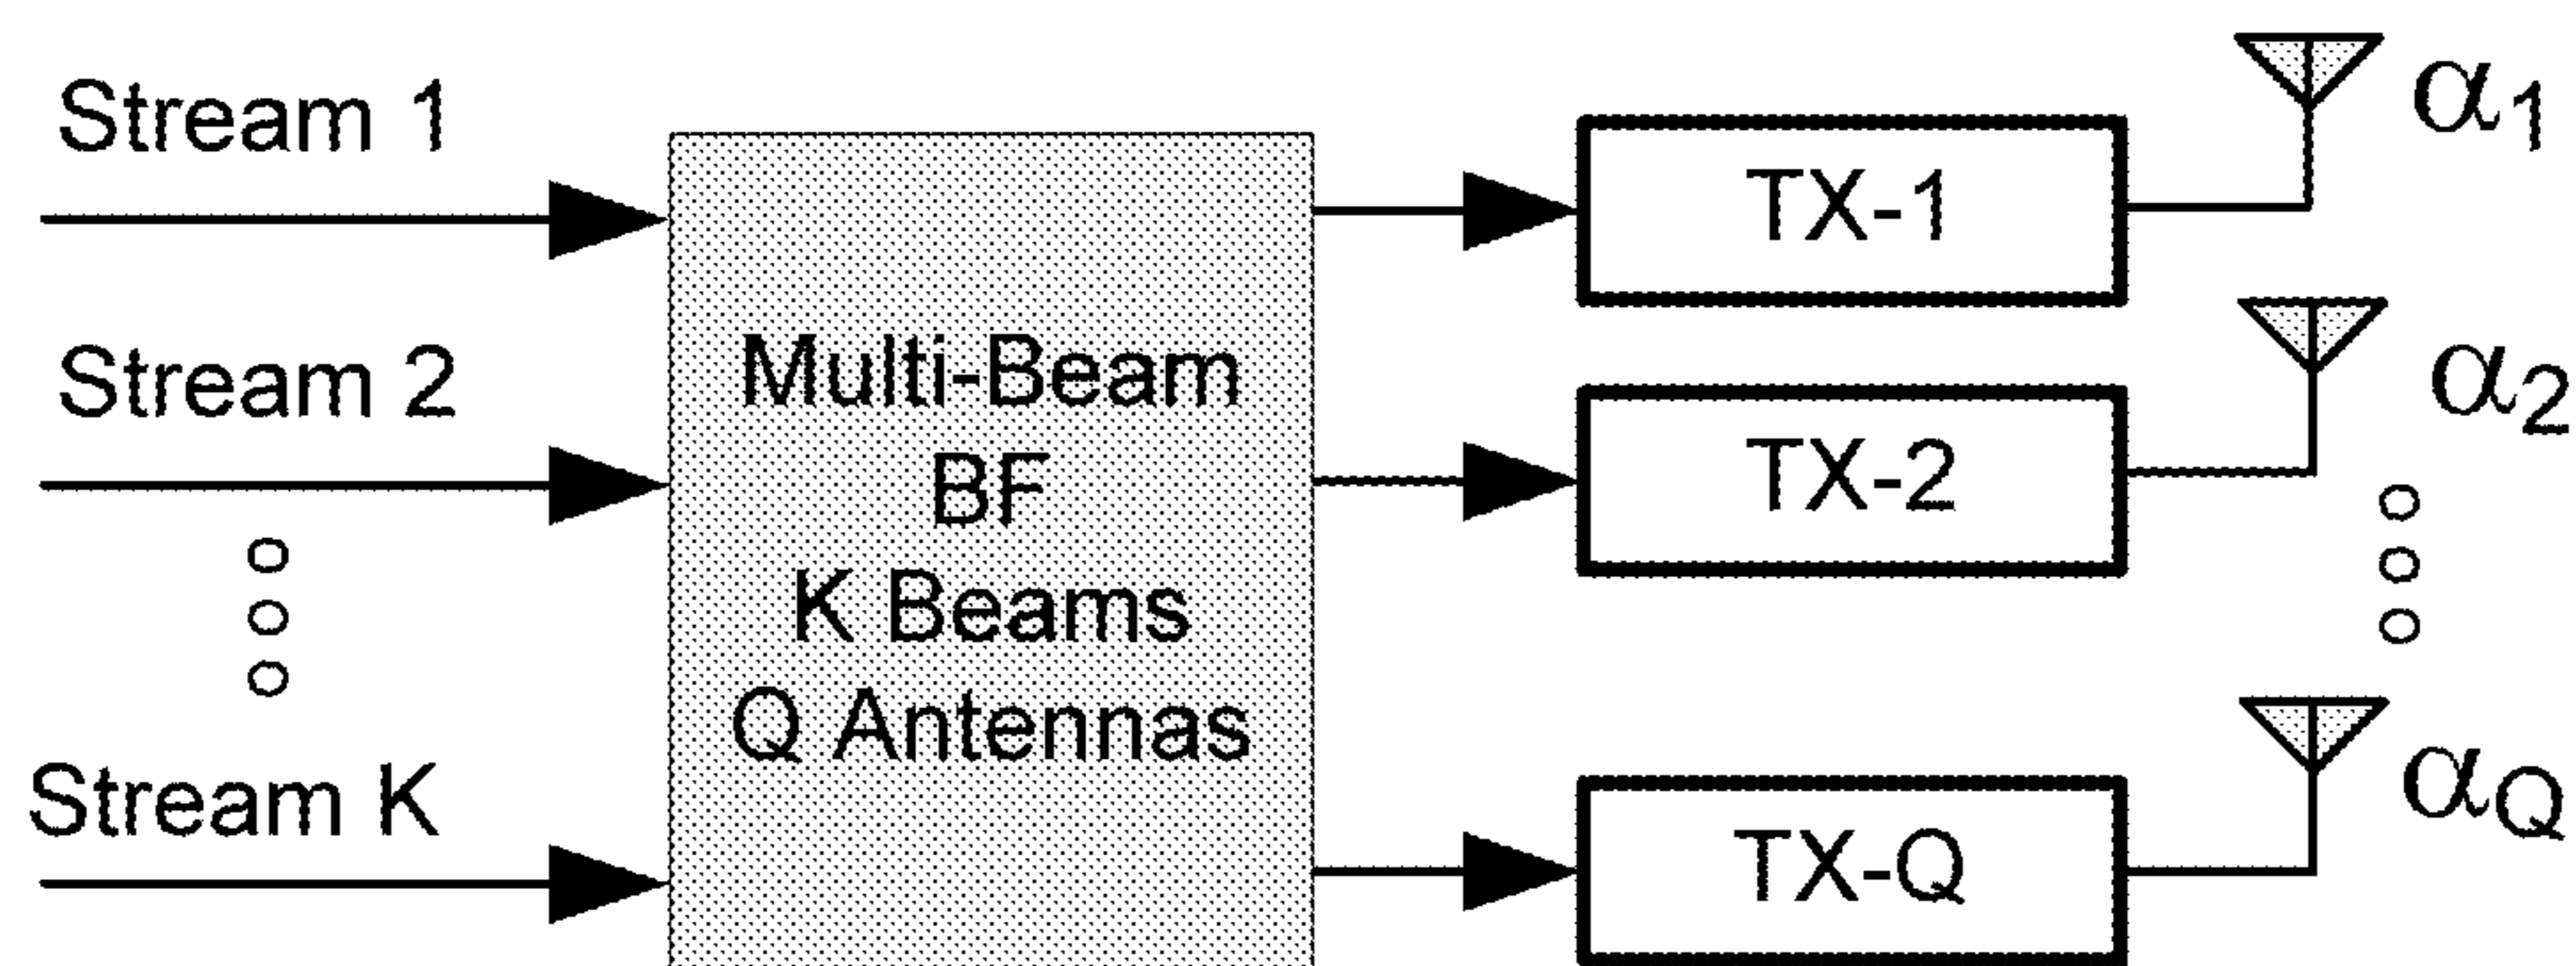 Stream 1
Stream 2
Stream K
Multi-Beam
BF
K Beams
Q Antennas
TX-1
TX-2
TX-Q
α1
α2
αQ